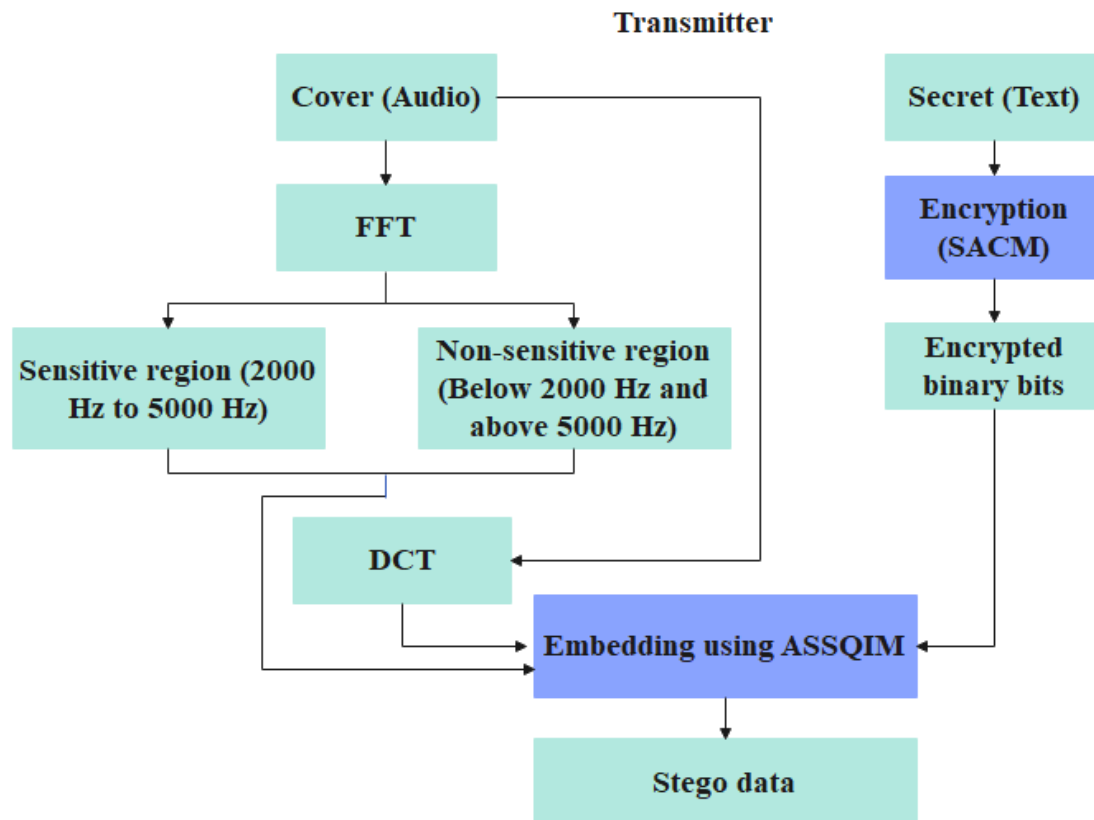 Transmitter
Cover (Audio)
Secret (Text)
FFT
Encryption
(SACM)
Sensitive region (2000
Hz to 5000 Hz)
Non-sensitive region
(Below 2000 Hz and
above 5000 Hz)
Encrypted
binary bits
DCT
Embedding using ASSQIM
Stego data